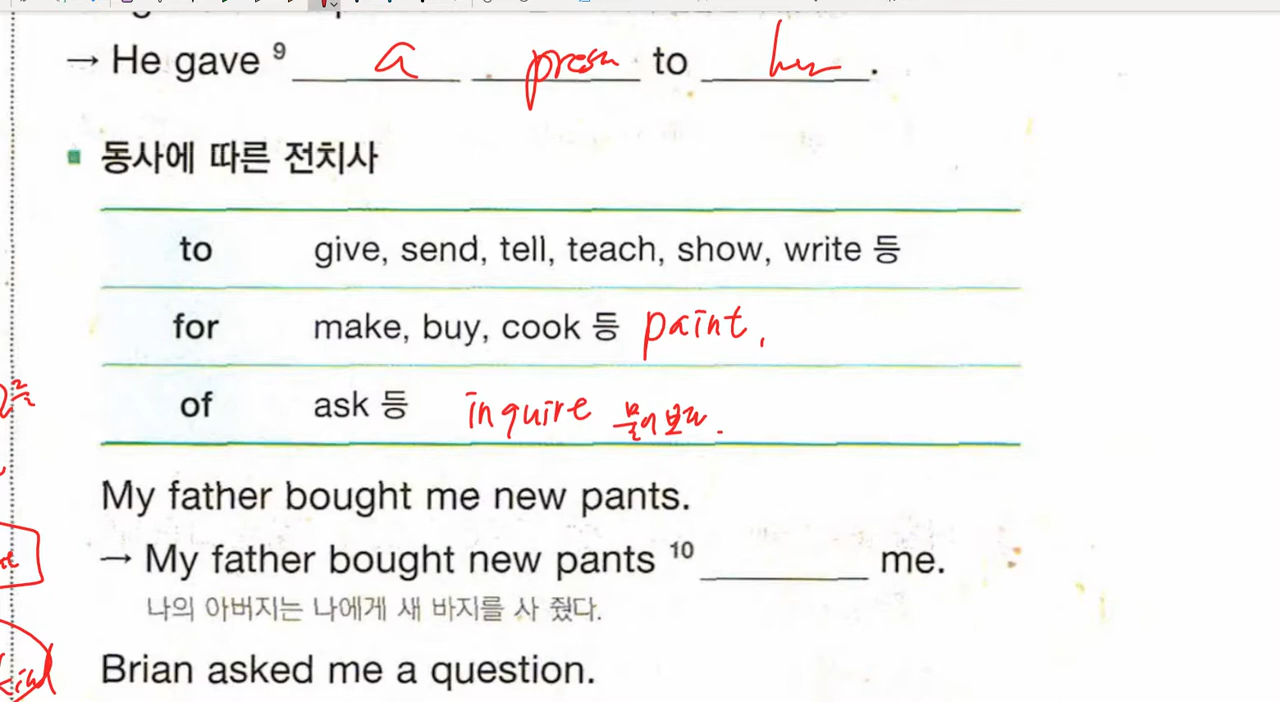 → He gave 9 a to .
■ 동사에 따른 전치사
to give, send, tell, teach, show, write 등
for make, buy, cook 등 paint,
of ask 등 inquire 물어보다.
My father bought me new pants.
→ My father bought new pants 10 ______ me.
나의 아버지는 나에게 새 바지를 사 줬다.
Brian asked me a question.